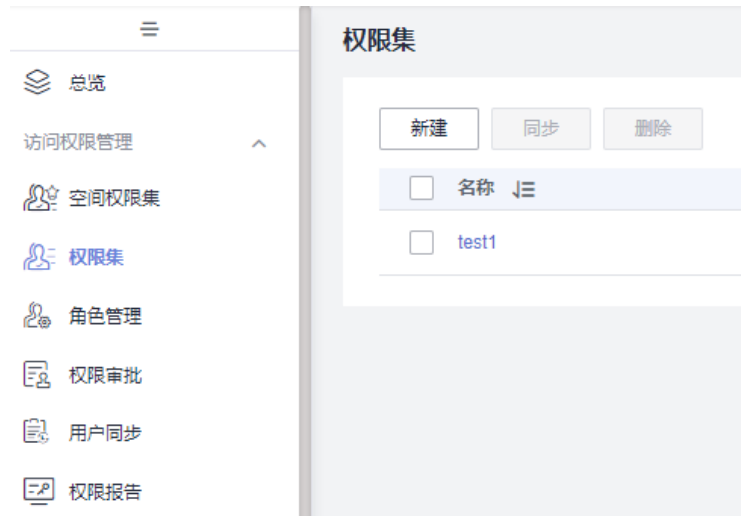 总览
访问权限管理
空间权限集
权限集
角色管理
权限审批
用户同步
权限报告
权限集
新建 同步 删除
名称
test1